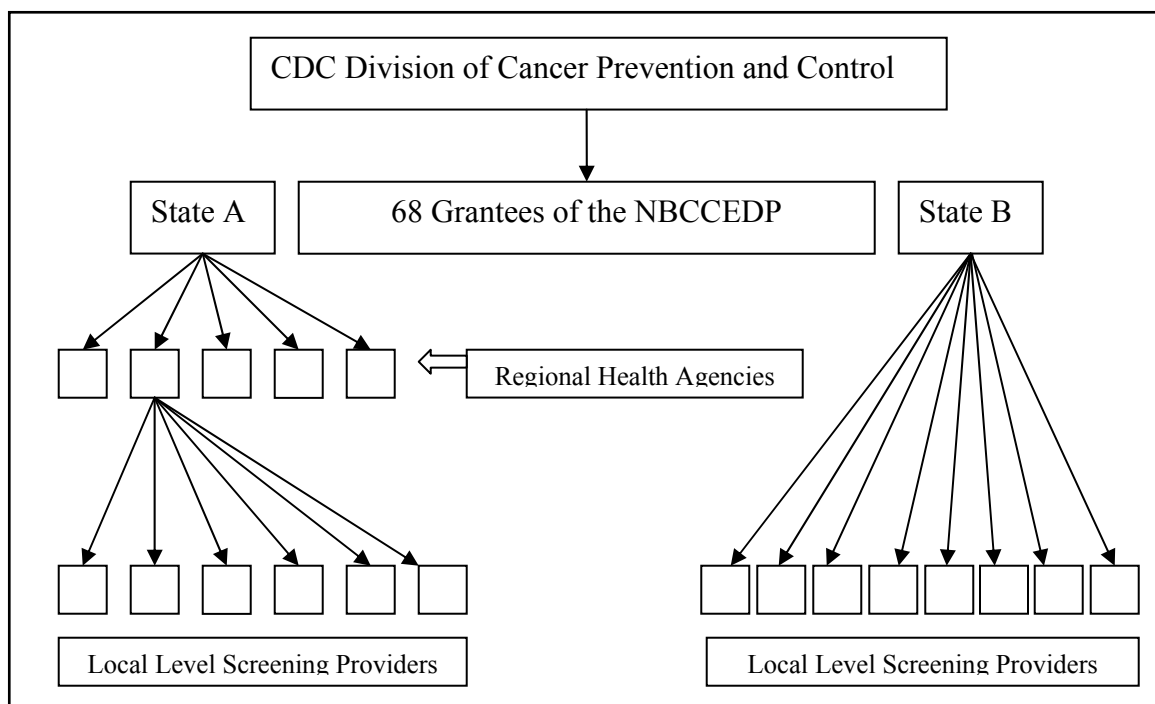 CDC Division of Cancer Prevention and Control
State A
68 Grantees of the NBCCEDP
State B
Regional Health Agencies
Local Level Screening Providers
Local Level Screening Providers